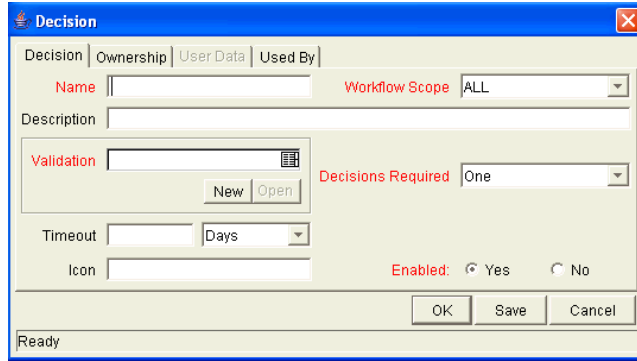 Decision
Decision Ownership User Data Used By
Name Workflow Scope ALL
Description
Validation
Decisions Required One
New Open
Timeout Days
Icon Enabled: Yes No
OK Save Cancel
Ready